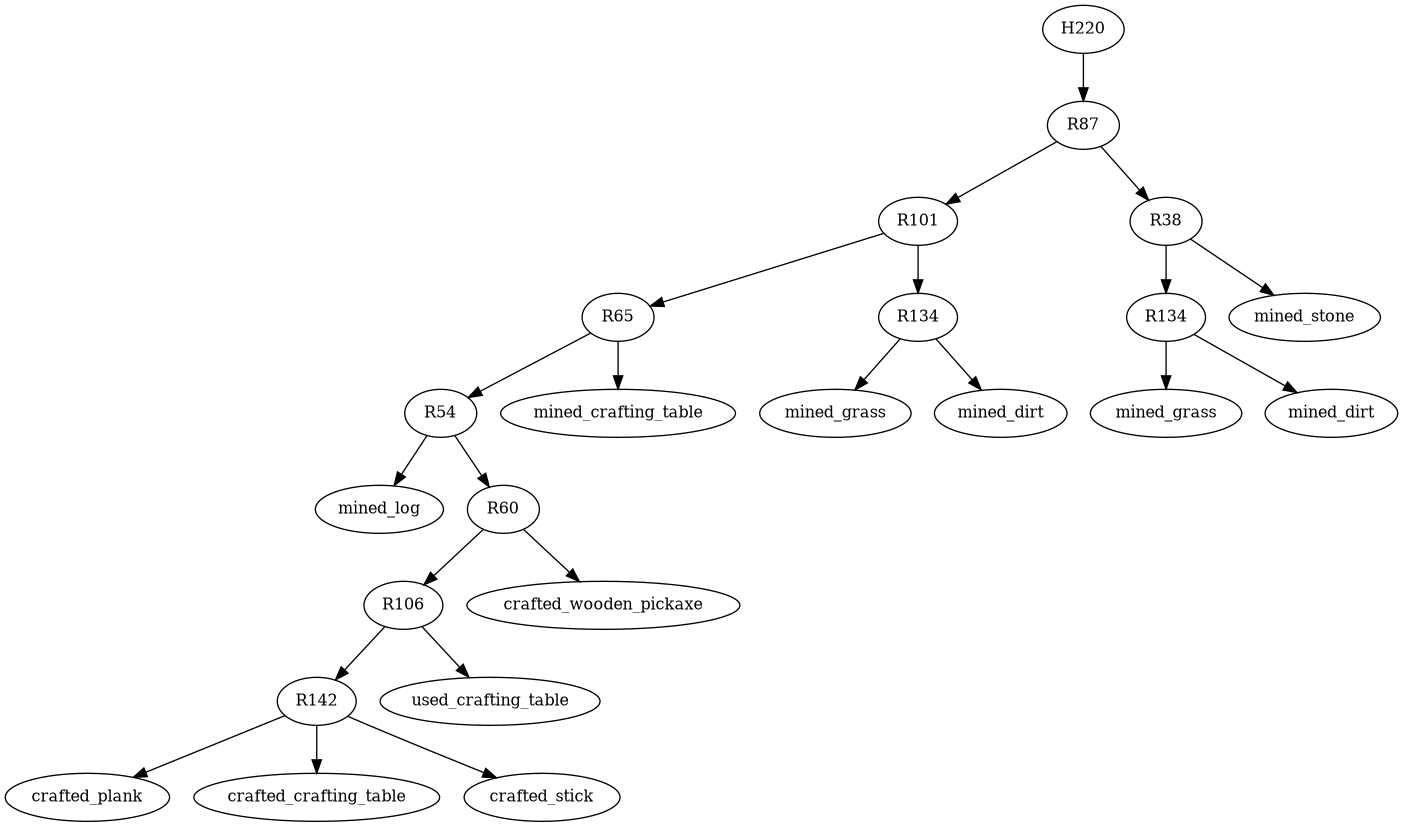 H220
R87
R101
R38
R65
R134
R134
mined_stone
R54
mined_crafting_table
mined_grass
mined_dirt
mined_grass
mined_dirt
mined_log
R60
R106
crafted_wooden_pickaxe
R142
used_crafting_table
crafted_plank
crafted_crafting_table
crafted_stick